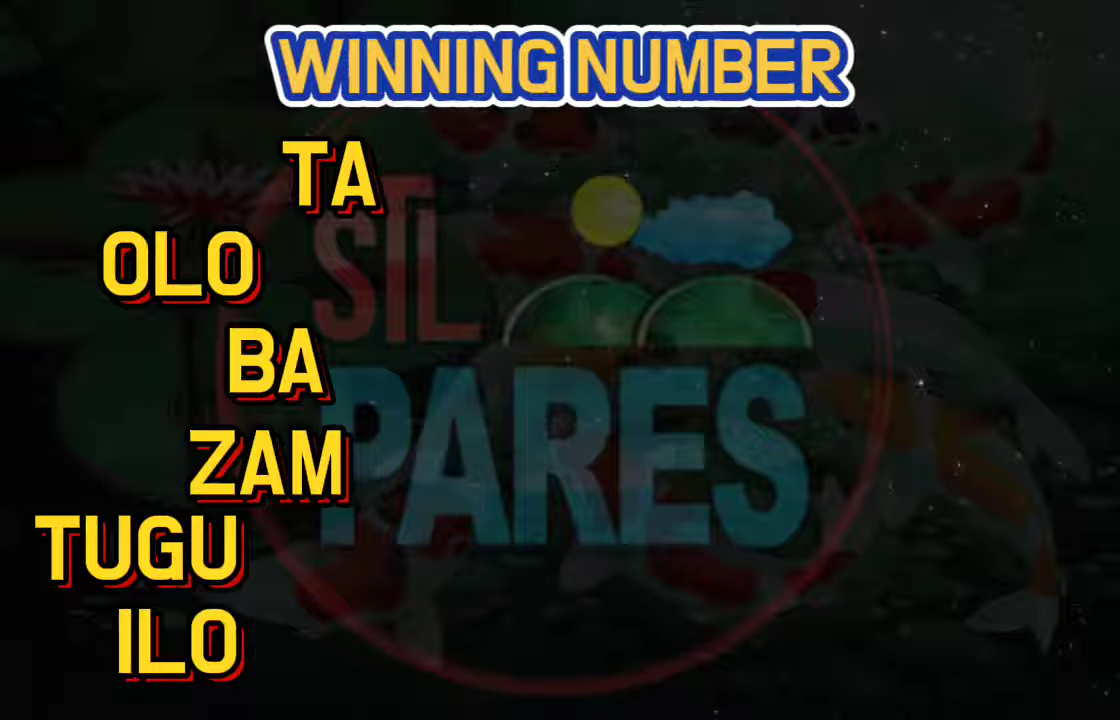 WINNING NUMBER
TA
STL
OLO
BA
PARES
ZAM
TUGU
ILO